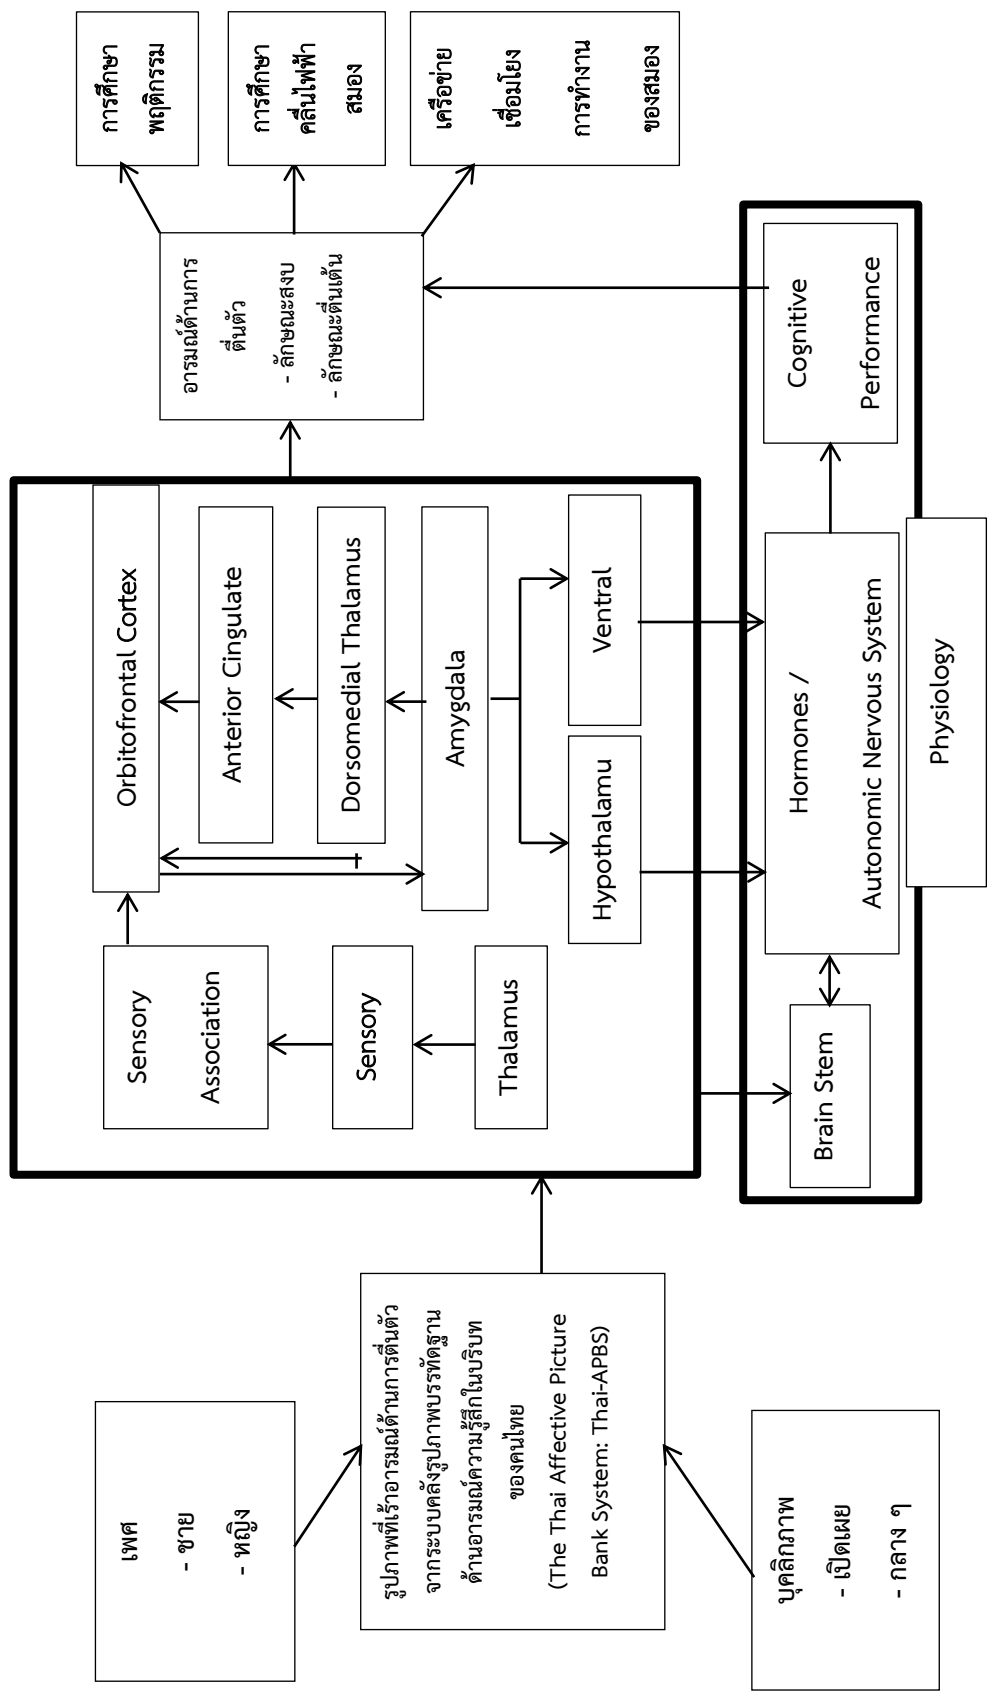 เพศ
- ชาย
- หญิง
รูปภาพที่เร้าอารมณ์ด้านการตื่นตัว
จากระบบคลังรูปภาพบรรทัดฐาน
ด้านอารมณ์ความรู้สึกในบริบท
ของคนไทย
(The Thai Affective Picture
Bank System: Thai-APBS)
บุคลิกภาพ
- เปิดเผย
- กลาง ๆ
Orbitofrontal Cortex
Anterior Cingulate
Dorsomedial Thalamus
Amygdala
Sensory
Association
Sensory
Thalamus
Hypothalamu
Ventral
Brain Stem
Hormones /
Autonomic Nervous System
Cognitive
Performance
Physiology
อารมณ์ด้านการ
ตื่นตัว
- ลักษณะสงบ
- ลักษณะตื่นเต้น
การศึกษา
พฤติกรรม
การศึกษา
คลื่นไฟฟ้า
สมอง
เครือข่าย
เชื่อมโยง
การทำงาน
ของสมอง